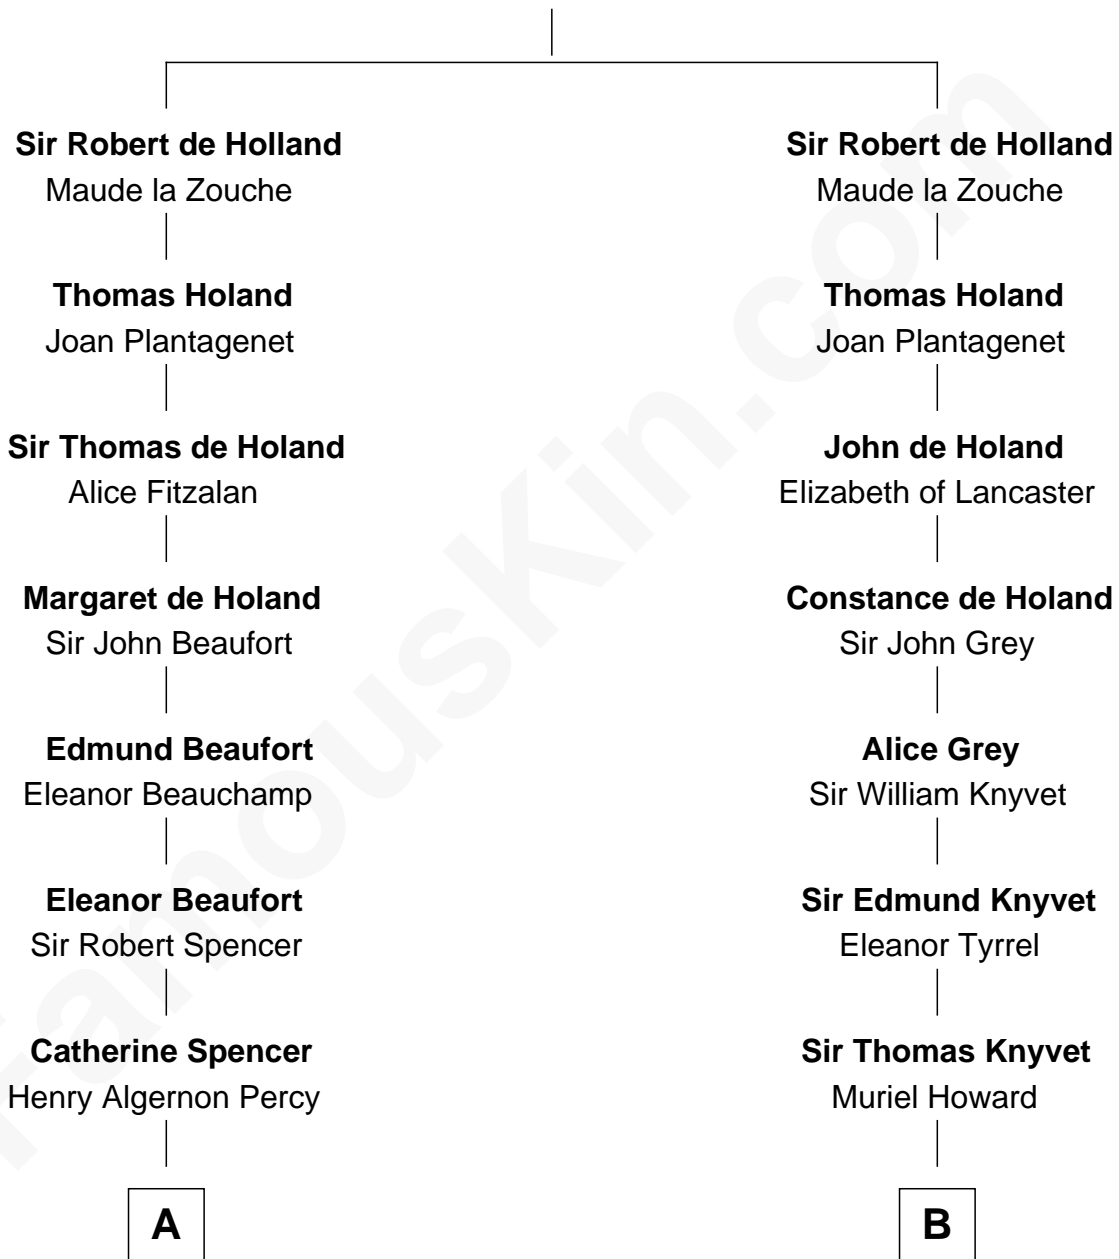 Sir Robert de Holland
Maude la Zouche
Thomas Holand
Joan Plantagenet
Sir Thomas de Holand
Alice Fitzalan
Margaret de Holand
Sir John Beaufort
Edmund Beaufort
Eleanor Beauchamp
Eleanor Beaufort
Sir Robert Spencer
Catherine Spencer
Henry Algernon Percy
A
Sir Robert de Holland
Maude la Zouche
Thomas Holand
Joan Plantagenet
John de Holand
Elizabeth of Lancaster
Constance de Holand
Sir John Grey
Alice Grey
Sir William Knyvet
Sir Edmund Knyvet
Eleanor Tyrrel
Sir Thomas Knyvet
Muriel Howard
B
FamousKin.com